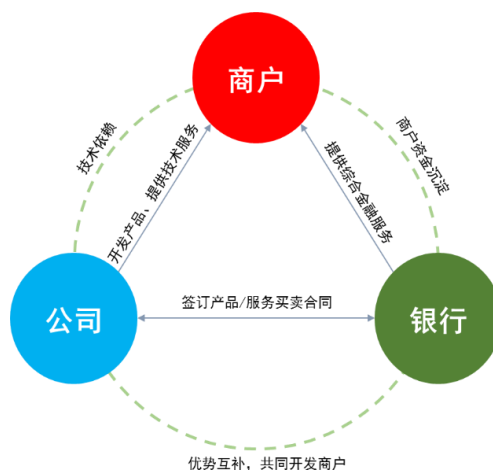 商户
技术依赖
开发产品、提供技术服务
提供综合金融服务
商户资金沉淀
签订产品/服务买卖合同
公司
银行
优势互补，共同开发商户